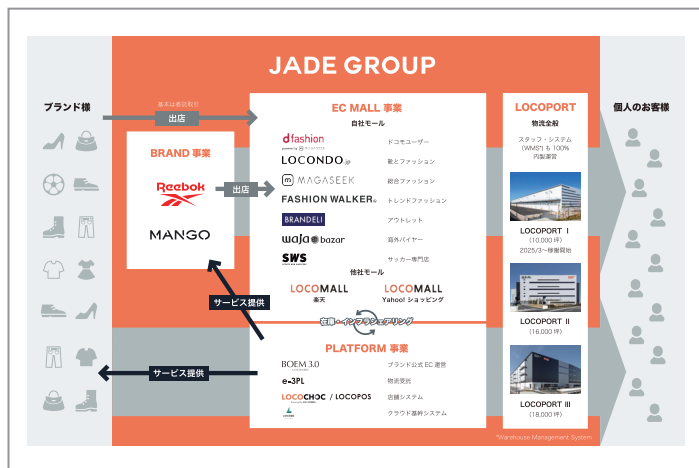 JADE GROUP
ブランド様
基本は委託取引
出店
BRAND 事業
Reebok
MANGO
出店
サービス提供
サービス提供
EC MALL 事業
自社モール
d fashion
ドコモユーザー
LOCONDO.jp
靴とファッション
MAGASEEK
総合ファッション
FASHION WALKER
トレンドファッション
BRANDELI
アウトレット
waja bazar
海外バイヤー
SWS
サッカー専門店
他社モール
LOCOMALL
楽天
LOCOMALL
Yahoo! ショッピング
在庫・インフラシェアリング
PLATFORM 事業
BOEM 3.0
ブランド公式 EC 運営
e-3PL
物流受託
LOCOCHOC / LOCOPOS
店舗システム
クラウド基幹システム
LOCOPORT
物流全般
スタッフ・システム
(WMS*) も 100%
内製運営
LOCOPORT Ⅰ
(10,000 坪)
2025/3〜稼働開始
LOCOPORT Ⅱ
(16,000 坪)
LOCOPORT Ⅲ
(18,000 坪)
個人のお客様
*Warehouse Management System